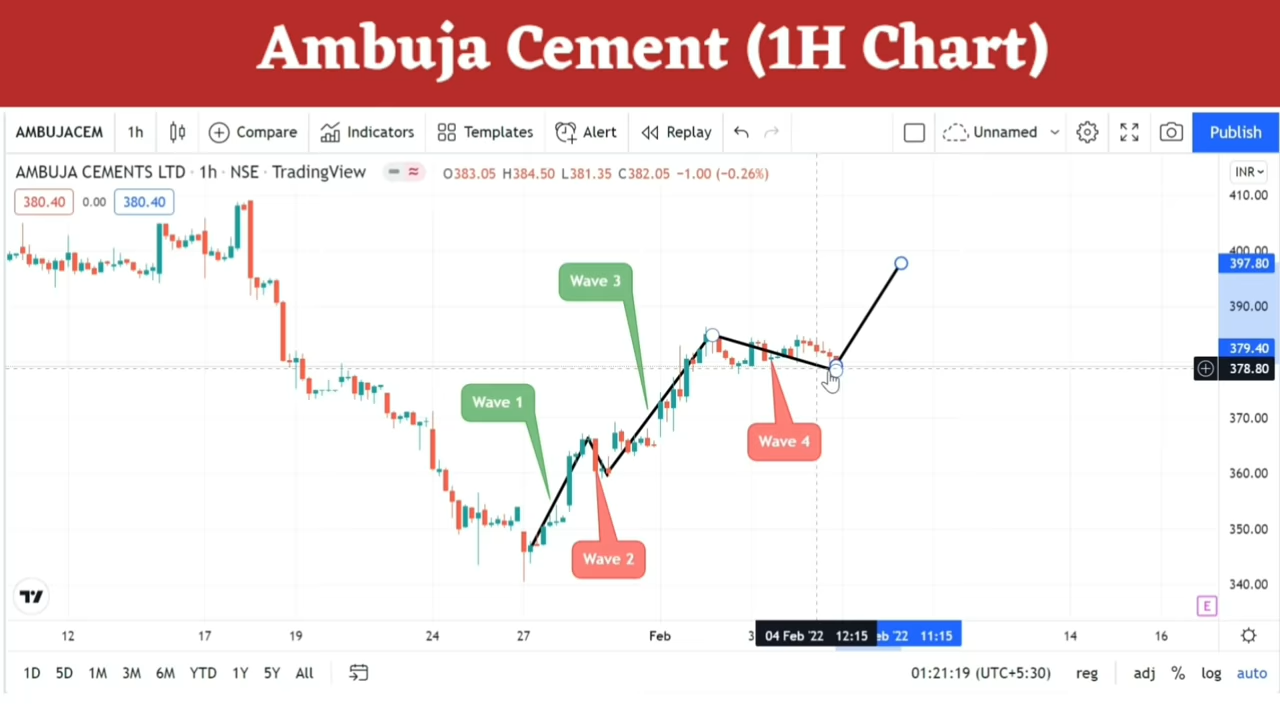 Ambuja Cement (1H Chart)
AMBUJACEM 1h Compare Indicators Templates Alert Replay Unnamed Publish
AMBUJA CEMENTS LTD · 1h · NSE · TradingView O383.05 H384.50 L381.35 C382.05 −1.00 (−0.26%) INR
380.40 0.00 380.40
410.00
400.00
397.80
Wave 3
390.00
379.40
378.80
Wave 1
370.00
Wave 4
360.00
350.00
Wave 2
340.00
E
12 17 19 24 27 Feb 3 04 Feb '22 12:15 eb '22 11:15 14 16
1D 5D 1M 3M 6M YTD 1Y 5Y All 01:21:19 (UTC+5:30) reg adj % log auto